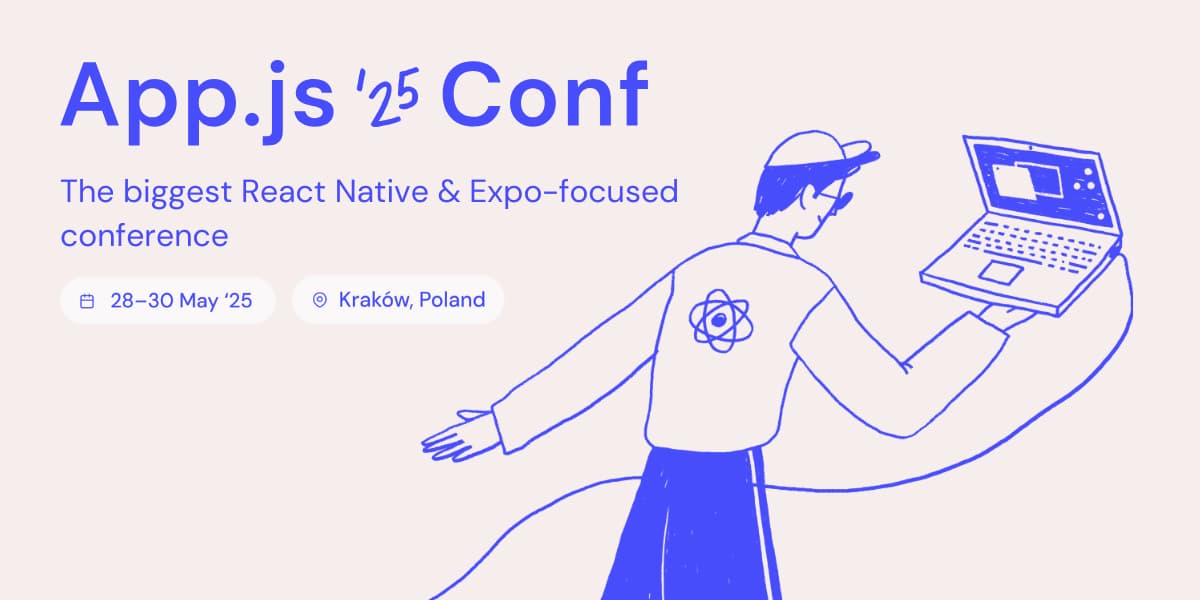 App.js '25 Conf
The biggest React Native & Expo-focused
conference
28–30 May ‘25
Kraków, Poland